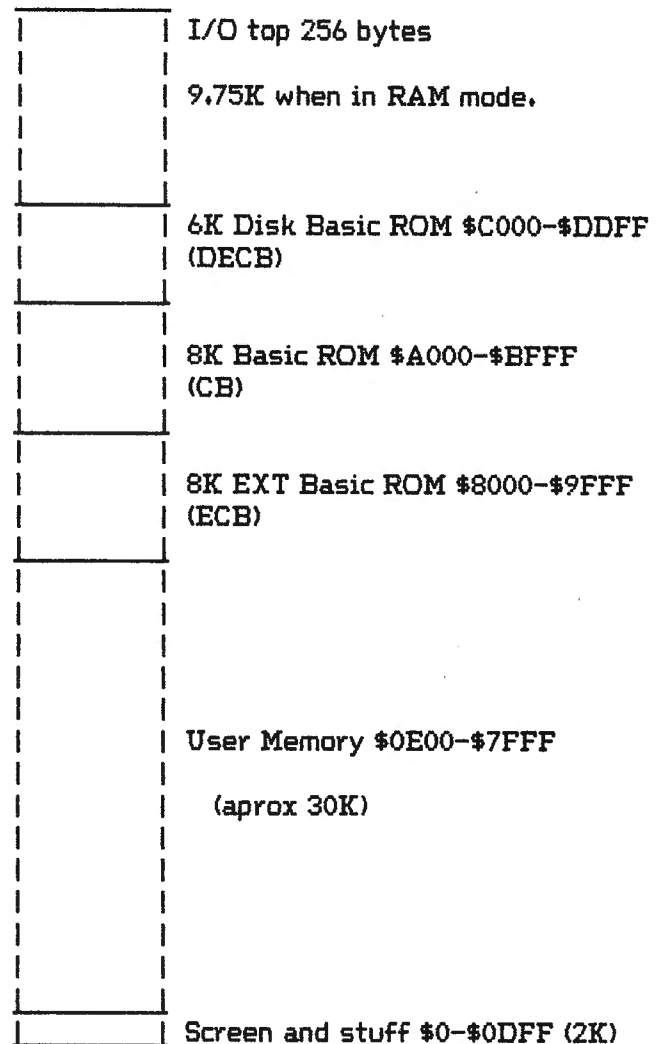 I/O top 256 bytes
9.75K when in RAM mode.
6K Disk Basic ROM $C000-$DDFF
(DECB)
8K Basic ROM $A000-$BFFF
(CB)
8K EXT Basic ROM $8000-$9FFF
(ECB)
User Memory $0E00-$7FFF
(aprox 30K)
Screen and stuff $0-$0DFF (2K)